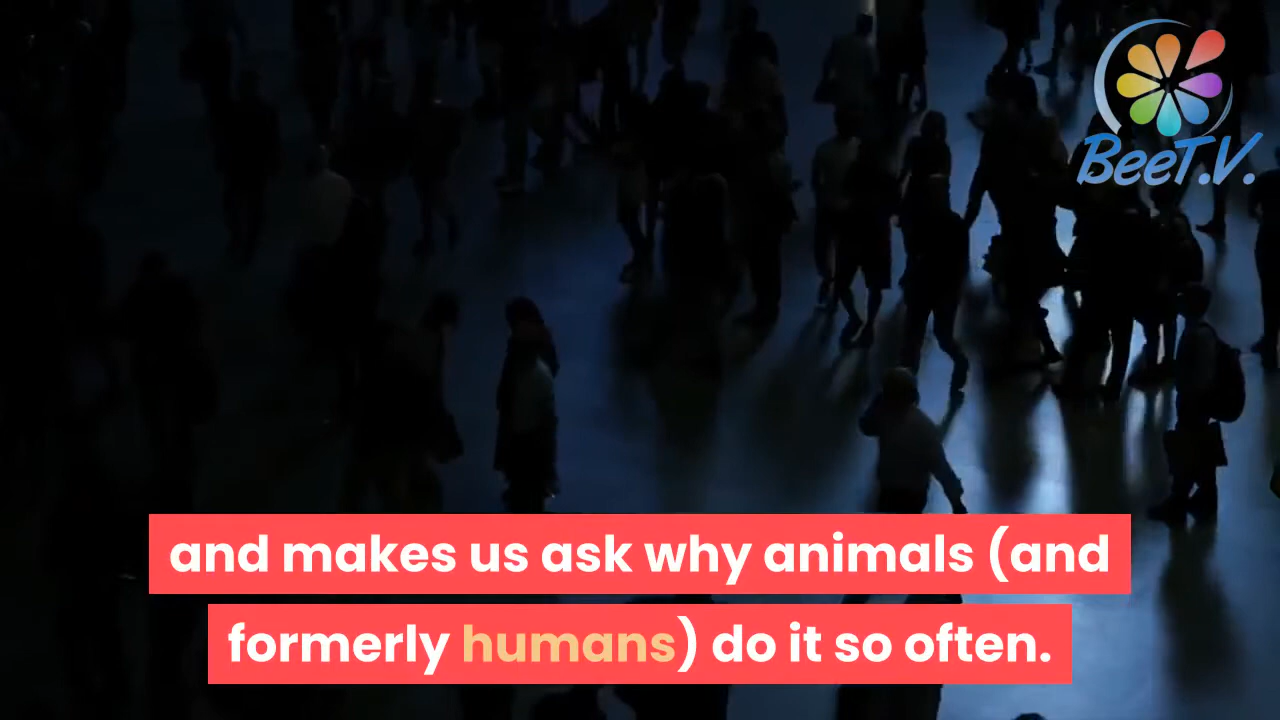 BeeT.V.
and makes us ask why animals (and
formerly humans) do it so often.